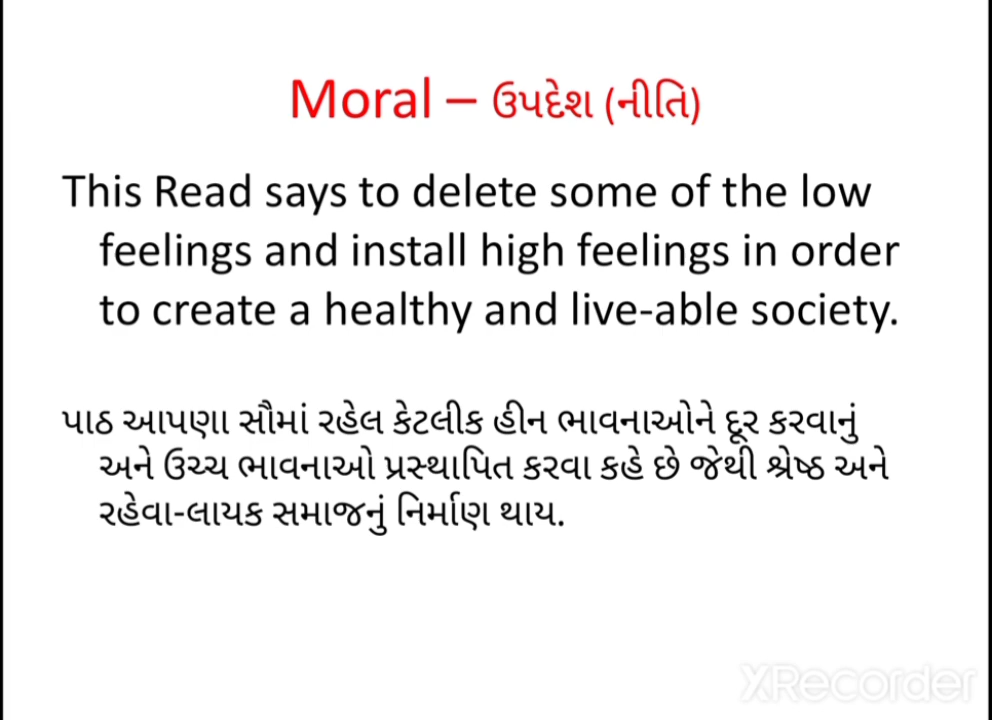 Moral – ઉપદેશ (નીતિ)
This Read says to delete some of the low
feelings and install high feelings in order
to create a healthy and live-able society.
પાઠ આપણા સૌમાં રહેલ કેટલીક હીન ભાવનાઓને દૂર કરવાનું
અને ઉચ્ચ ભાવનાઓ પ્રસ્થાપિત કરવા કહે છે જેથી શ્રેષ્ઠ અને
રહેવા-લાયક સમાજનું નિર્માણ થાય.
XRecorder